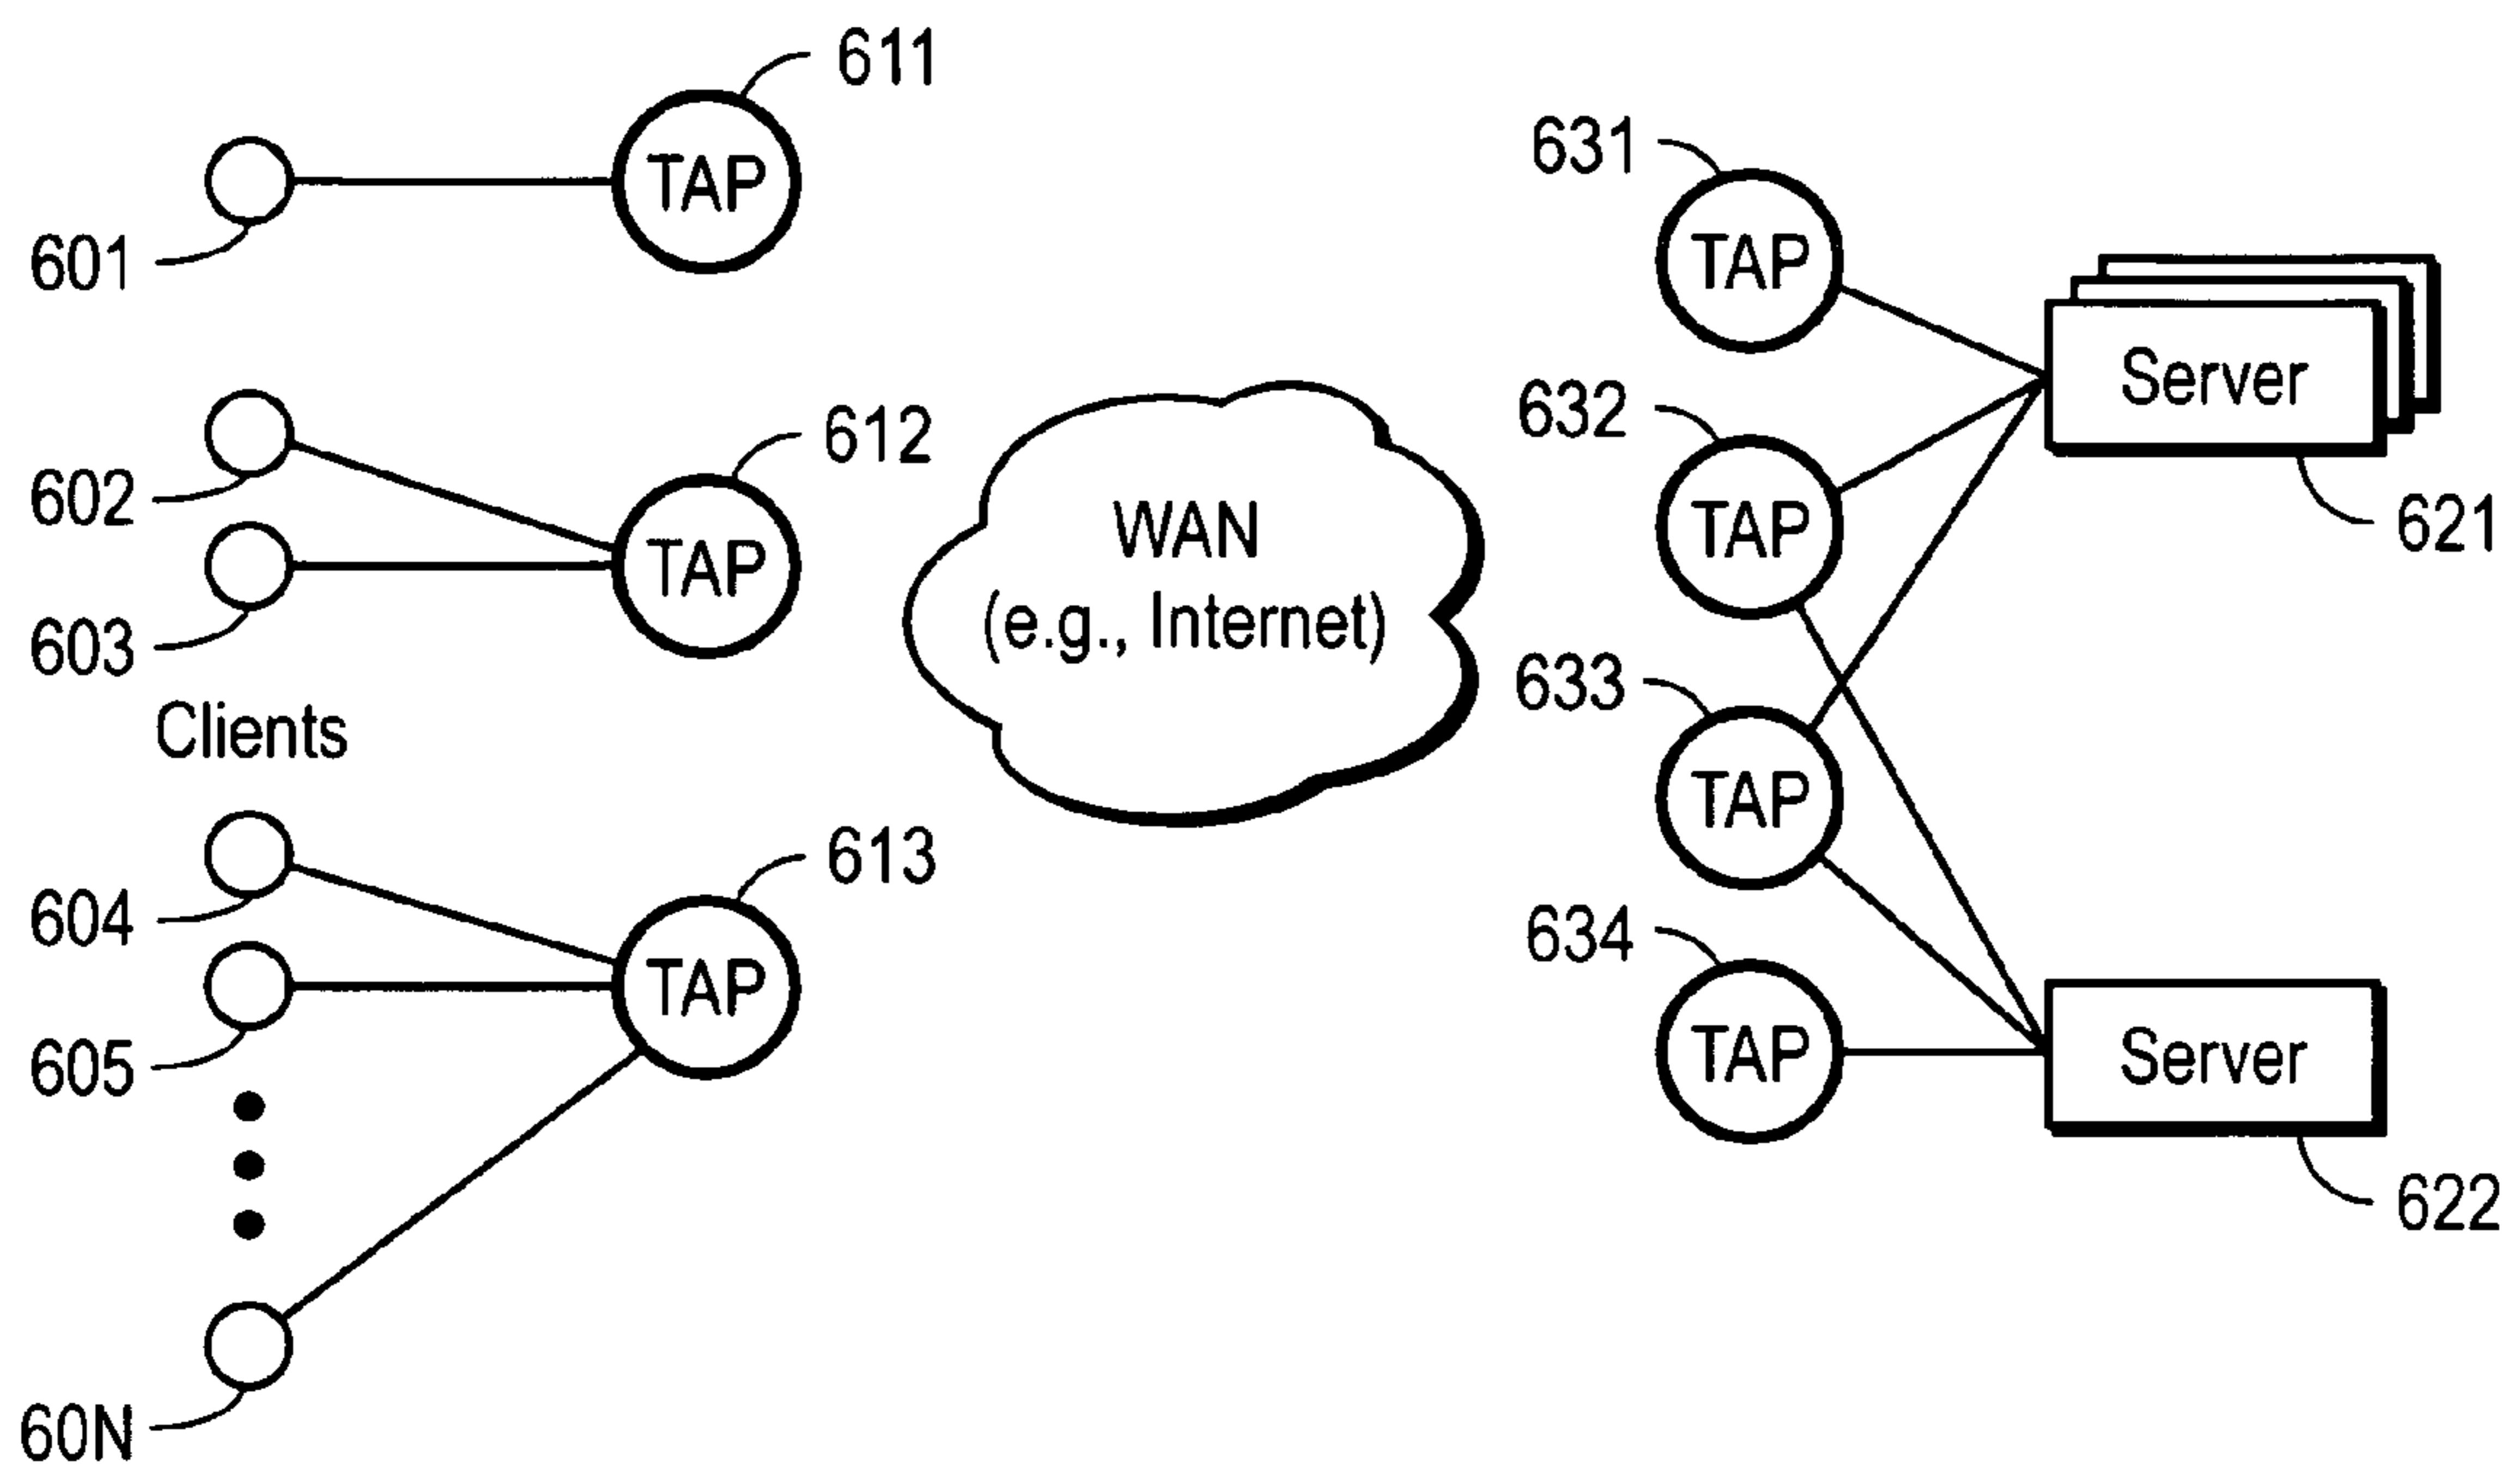 611
TAP
601
602
612
TAP
603
Clients
604
613
TAP
605
60N
WAN
(e.g., Internet)
631
TAP
632
TAP
633
TAP
634
TAP
Server
621
Server
622